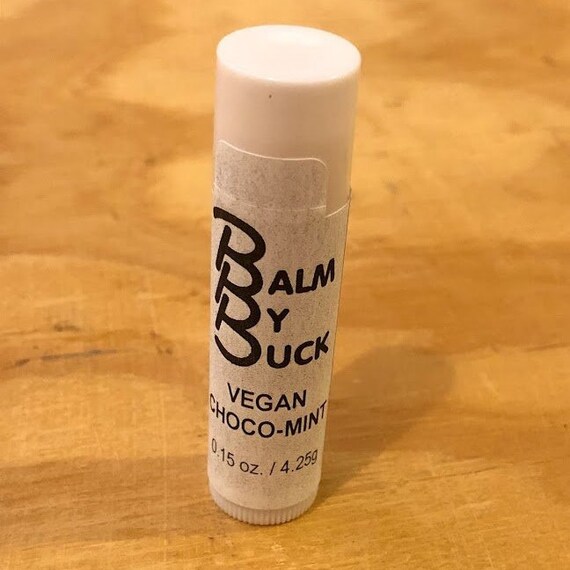 BALM
BY
BUCK
VEGAN
CHOCO-MINT
0.15 oz. / 4.25g